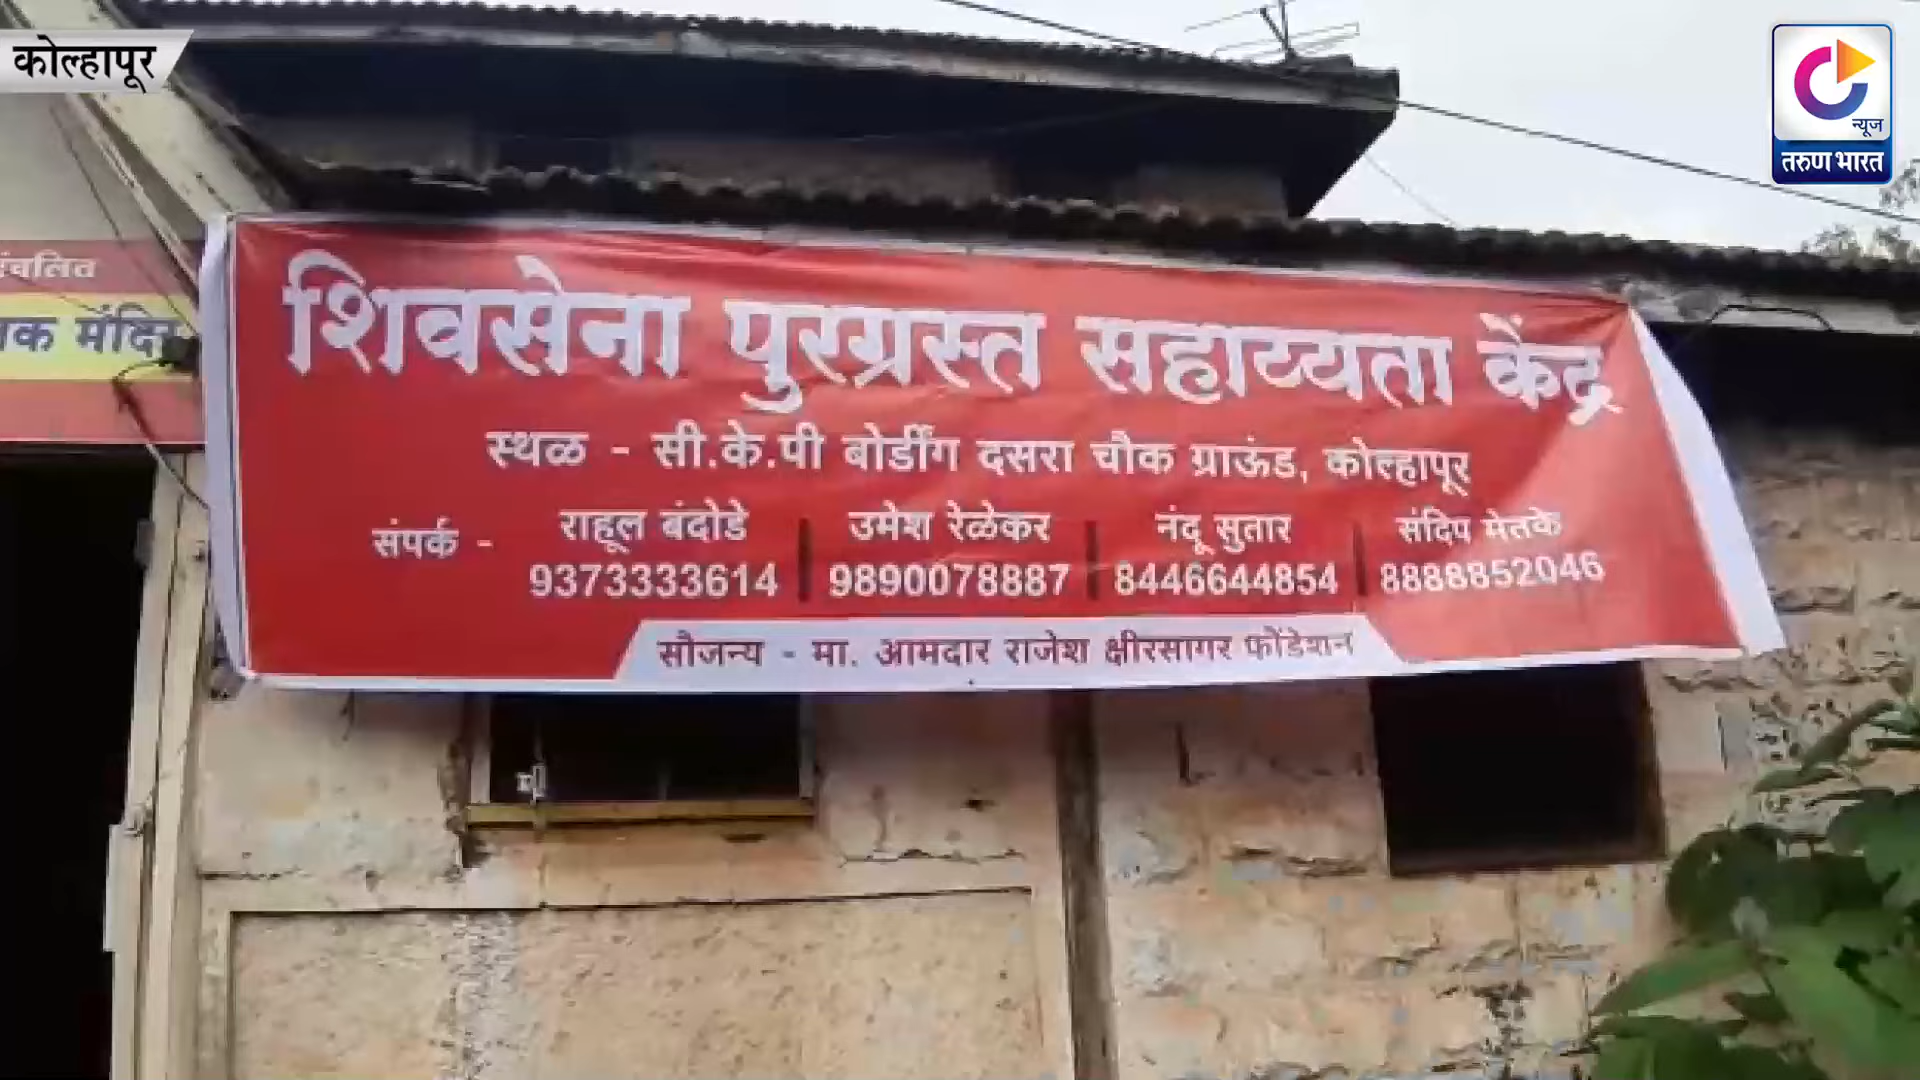 कोल्हापूर
न्यूज
तरुण भारत
मंदिर
शिवसेना पुरग्रस्त सहाय्यता केंद्र
स्थळ - सी.के.पी बोर्डींग दसरा चौक ग्राऊंड, कोल्हापूर
संपर्क - राहूल बंदोडे | उमेश रेळेकर | नंदू सुतार | संदिप मेतके
9373333614 | 9890078887 | 8446644854 | 8888852046
सौजन्य - मा. आमदार राजेश क्षीरसागर फोंडेशन